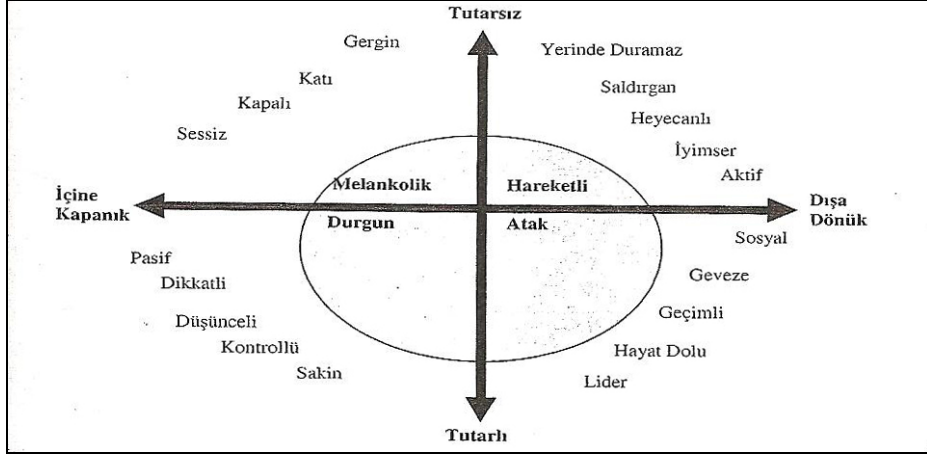 Tutarsız
Gergin
Yerinde Duramaz
Katı
Saldırgan
Kapalı
Heyecanlı
Sessiz
İyimser
Aktif
Melankolik
Hareketli
İçine
Kapanık
Dışa
Dönük
Durgun
Atak
Sosyal
Pasif
Geveze
Dikkatli
Geçimli
Düşünceli
Kontrollü
Hayat Dolu
Sakin
Lider
Tutarlı